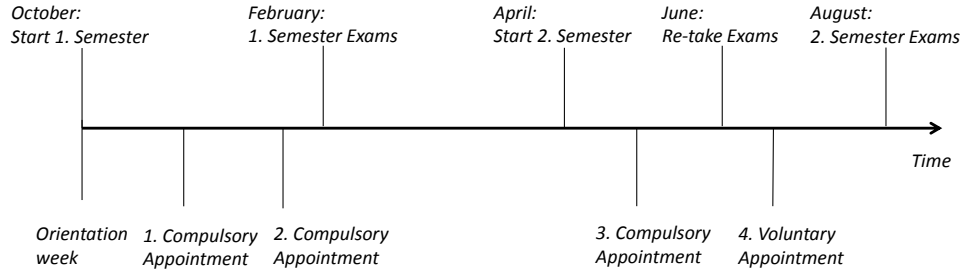 October:
Start 1. Semester
February:
1. Semester Exams
April:
Start 2. Semester
June:
Re-take Exams
August:
2. Semester Exams
Time
Orientation
week
1. Compulsory
Appointment
2. Compulsory
Appointment
3. Compulsory
Appointment
4. Voluntary
Appointment